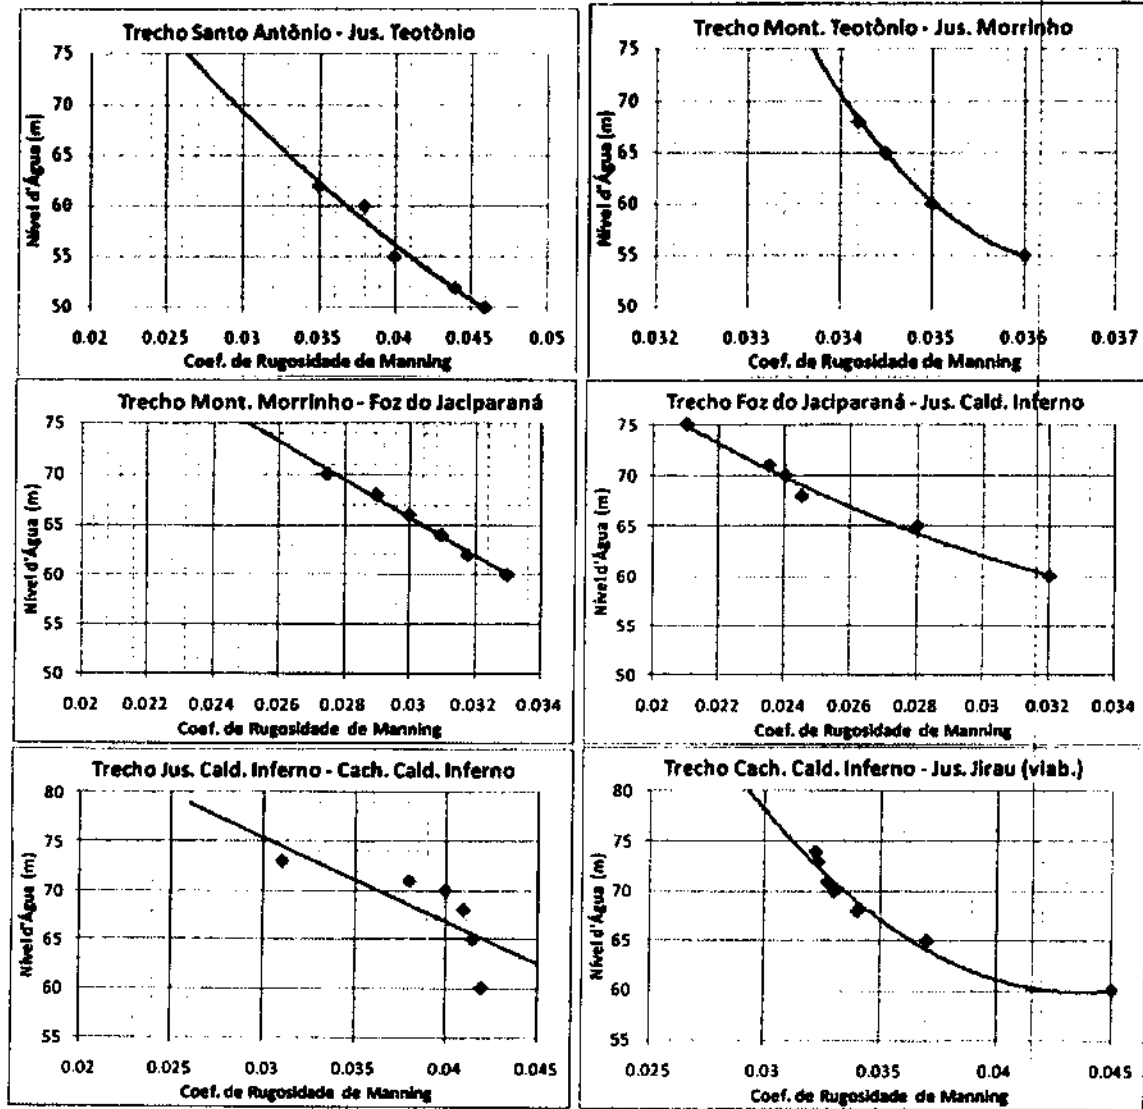 Trecho Santo Antônio - Jus. Teotônio
Nível d'Água (m)
75
70
65
60
55
50
0.02 0.025 0.03 0.035 0.04 0.045 0.05
Coef. de Rugosidade de Manning
Trecho Mont. Teotônio - Jus. Morrinho
Nível d'Água (m)
75
70
65
60
55
50
0.032 0.033 0.034 0.035 0.036 0.037
Coef. de Rugosidade de Manning
Trecho Mont. Morrinho - Foz do Jaciparaná
Nível d'Água (m)
75
70
65
60
55
50
0.02 0.022 0.024 0.026 0.028 0.03 0.032 0.034
Coef. de Rugosidade de Manning
Trecho Foz do Jaciparaná - Jus. Cald. Inferno
Nível d'Água (m)
75
70
65
60
55
50
0.02 0.022 0.024 0.026 0.028 0.03 0.032 0.034
Coef. de Rugosidade de Manning
Trecho Jus. Cald. Inferno - Cach. Cald. Inferno
Nível d'Água (m)
80
75
70
65
60
55
0.02 0.025 0.03 0.035 0.04 0.045
Coef. de Rugosidade de Manning
Trecho Cach. Cald. Inferno - Jus. Jirau (viab.)
Nível d'Água (m)
80
75
70
65
60
55
0.025 0.03 0.035 0.04 0.045
Coef. de Rugosidade de Manning